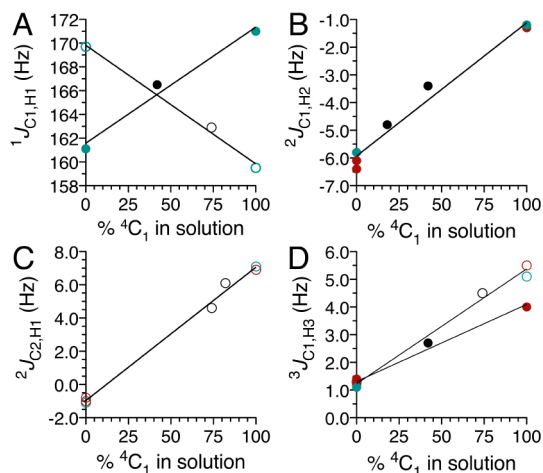 A
¹J_C1,H1 (Hz)
172
170
168
166
164
162
160
158
0 25 50 75 100
% ⁴C₁ in solution
B
²J_C1,H2 (Hz)
-1.0
-2.0
-3.0
-4.0
-5.0
-6.0
-7.0
0 25 50 75 100
% ⁴C₁ in solution
C
²J_C2,H1 (Hz)
8.0
6.0
4.0
2.0
0.0
-2.0
0 25 50 75 100
% ⁴C₁ in solution
D
³J_C1,H3 (Hz)
6.0
5.0
4.0
3.0
2.0
1.0
0.0
0 25 50 75 100
% ⁴C₁ in solution